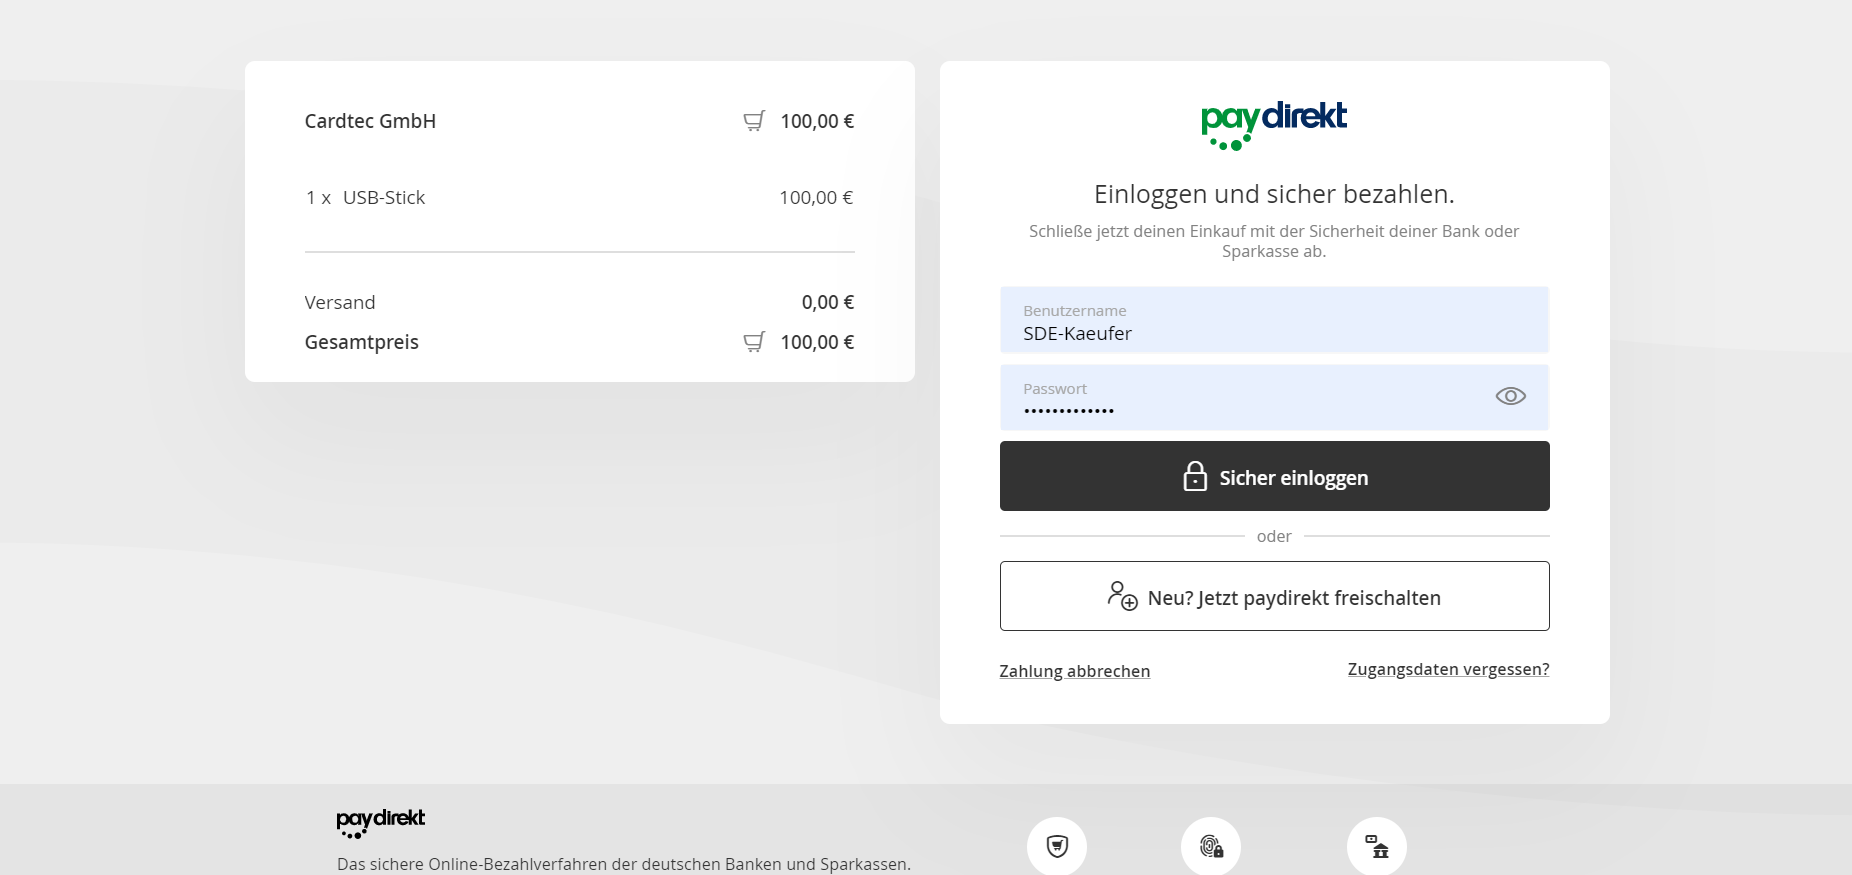 Cardtec GmbH 100,00 €
1 x USB-Stick 100,00 €
Versand 0,00 €
Gesamtpreis 100,00 €
paydirekt
Einloggen und sicher bezahlen.
Schließe jetzt deinen Einkauf mit der Sicherheit deiner Bank oder
Sparkasse ab.
Benutzername
SDE-Kaeufer
Passwort
•••••••••••••
Sicher einloggen
oder
Neu? Jetzt paydirekt freischalten
Zahlung abbrechen Zugangsdaten vergessen?
paydirekt
Das sichere Online-Bezahlverfahren der deutschen Banken und Sparkassen.